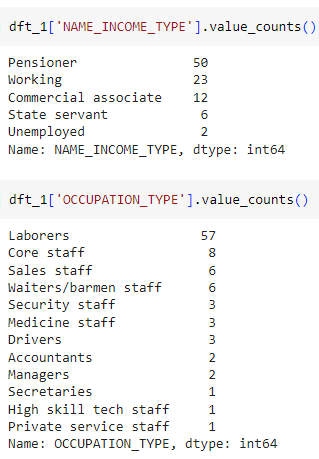 dft_1['NAME_INCOME_TYPE'].value_counts()
Pensioner 50
Working 23
Commercial associate 12
State servant 6
Unemployed 2
Name: NAME_INCOME_TYPE, dtype: int64
dft_1['OCCUPATION_TYPE'].value_counts()
Laborers 57
Core staff 8
Sales staff 6
Waiters/barmen staff 6
Security staff 3
Medicine staff 3
Drivers 3
Accountants 2
Managers 2
Secretaries 1
High skill tech staff 1
Private service staff 1
Name: OCCUPATION_TYPE, dtype: int64